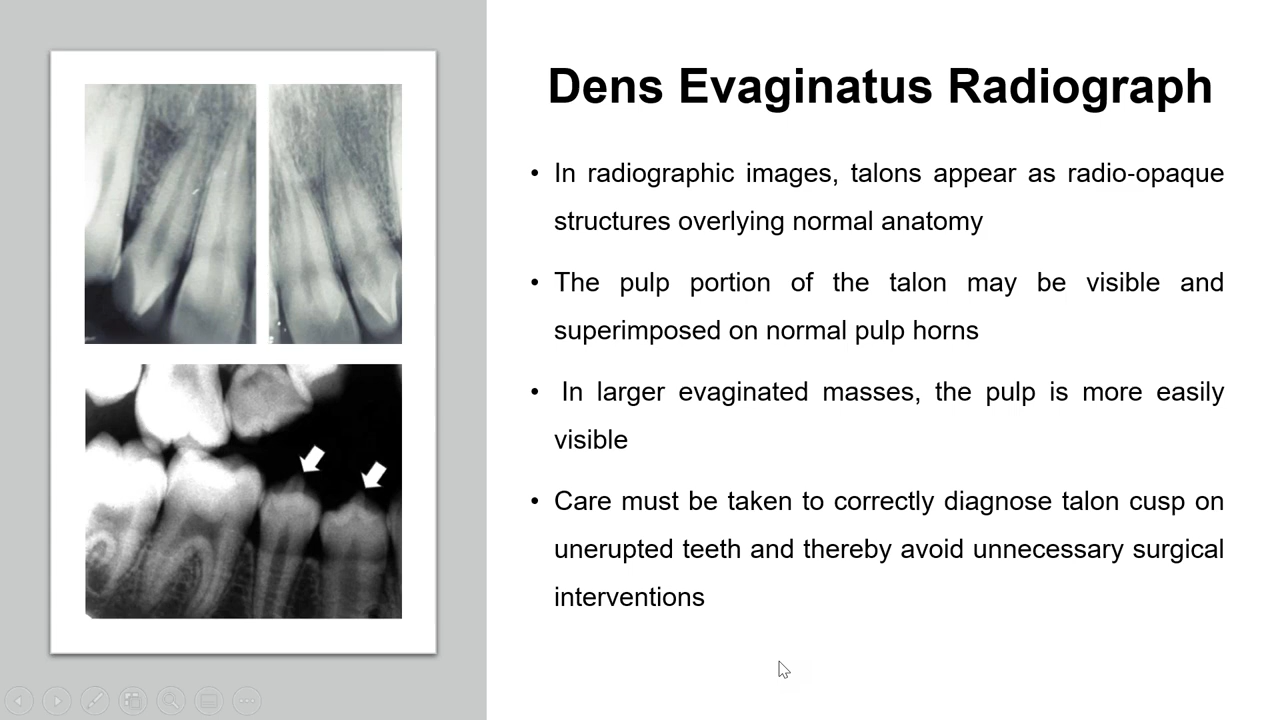 Dens Evaginatus Radiograph
• In radiographic images, talons appear as radio-opaque
structures overlying normal anatomy
• The pulp portion of the talon may be visible and
superimposed on normal pulp horns
• In larger evaginated masses, the pulp is more easily
visible
• Care must be taken to correctly diagnose talon cusp on
unerupted teeth and thereby avoid unnecessary surgical
interventions